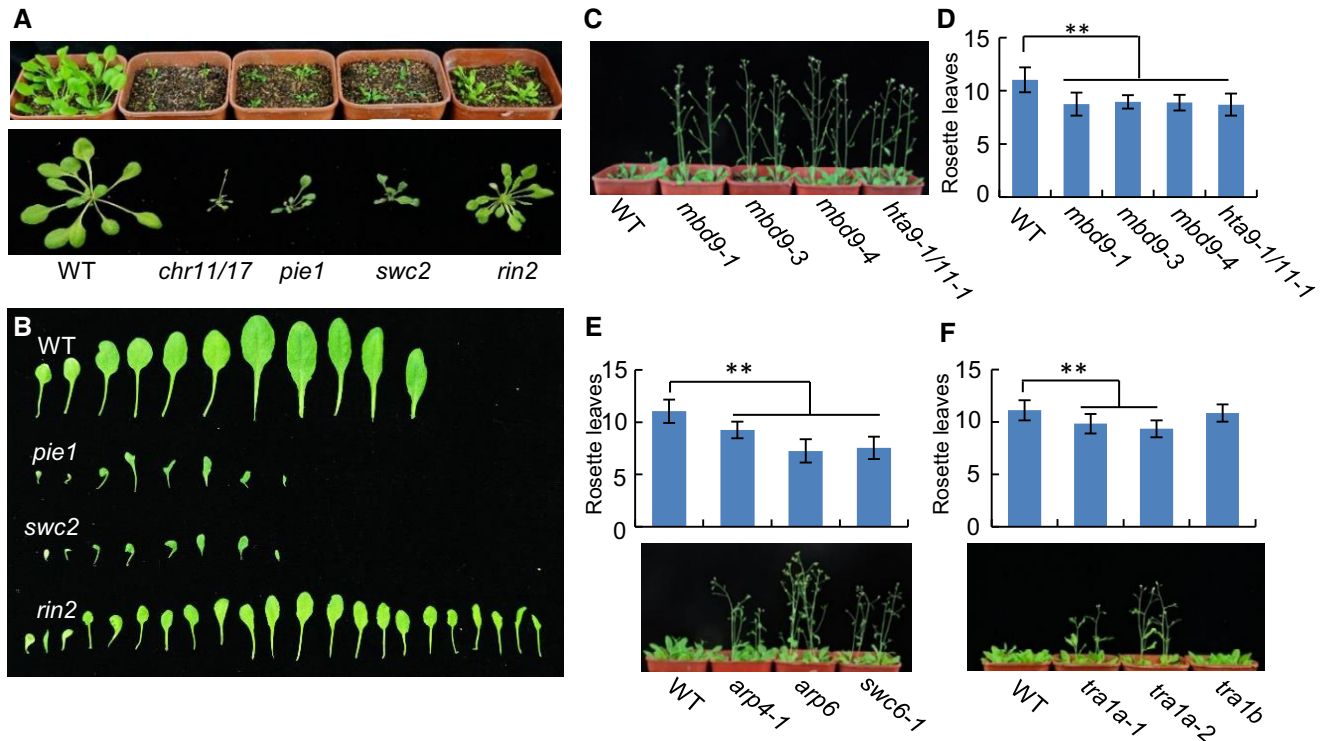 A
WT
chr11/17
pie1
swc2
rin2
B
WT
pie1
swc2
rin2
C
WT
mbd9-1
mbd9-3
mbd9-4
hta9-1/11-1
D
Rosette leaves
15
10
5
0
**
WT
mbd9-1
mbd9-3
mbd9-4
hta9-1/11-1
E
Rosette leaves
15
10
5
0
**
WT
arp4-1
arp6
swc6-1
F
Rosette leaves
15
10
5
0
**
WT
tra1a-1
tra1a-2
tra1b